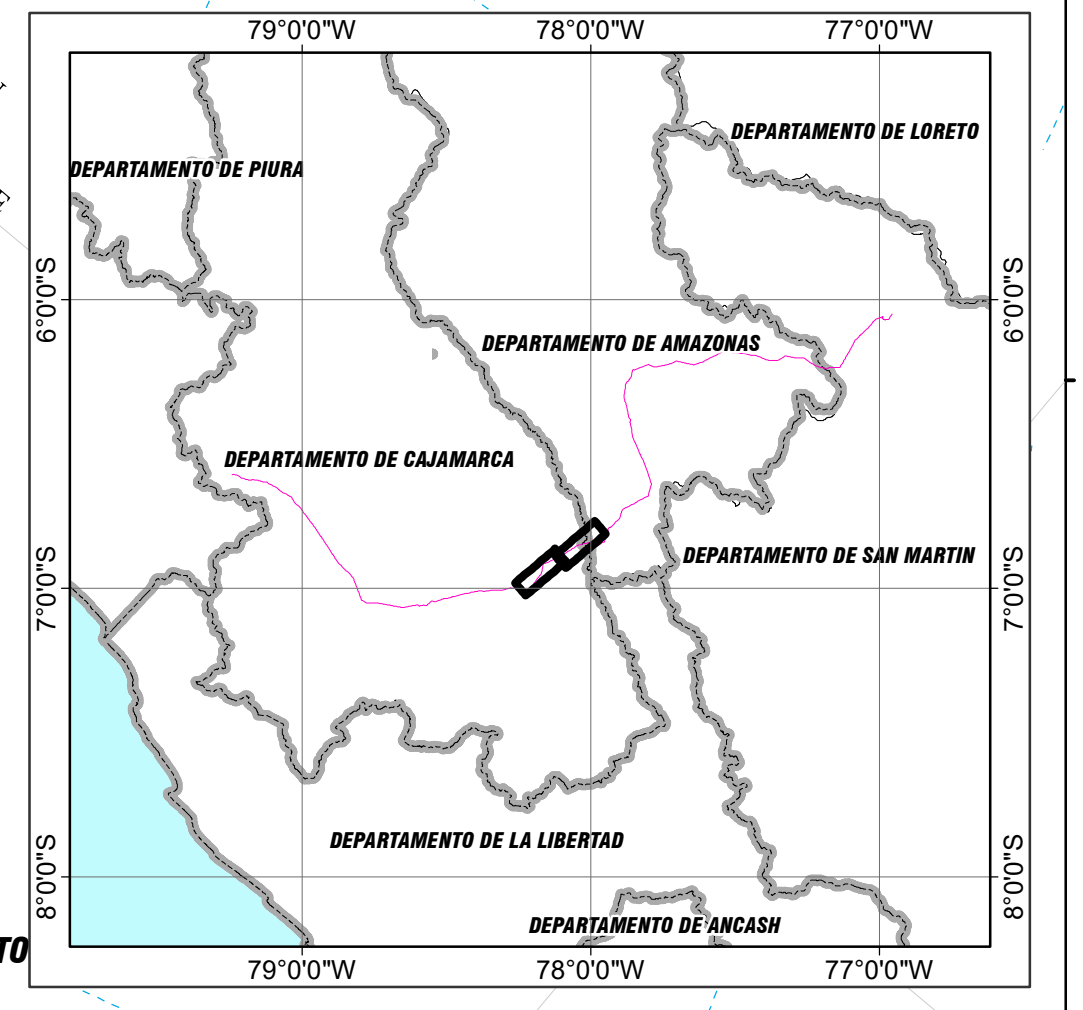 79°0'0"W 78°0'0"W 77°0'0"W
DEPARTAMENTO DE LORETO
DEPARTAMENTO DE PIURA
6°0'0"S 6°0'0"S
DEPARTAMENTO DE AMAZONAS
DEPARTAMENTO DE CAJAMARCA
DEPARTAMENTO DE SAN MARTIN
7°0'0"S 7°0'0"S
DEPARTAMENTO DE LA LIBERTAD
8°0'0"S 8°0'0"S
DEPARTAMENTO DE ANCASH
TO
79°0'0"W 78°0'0"W 77°0'0"W